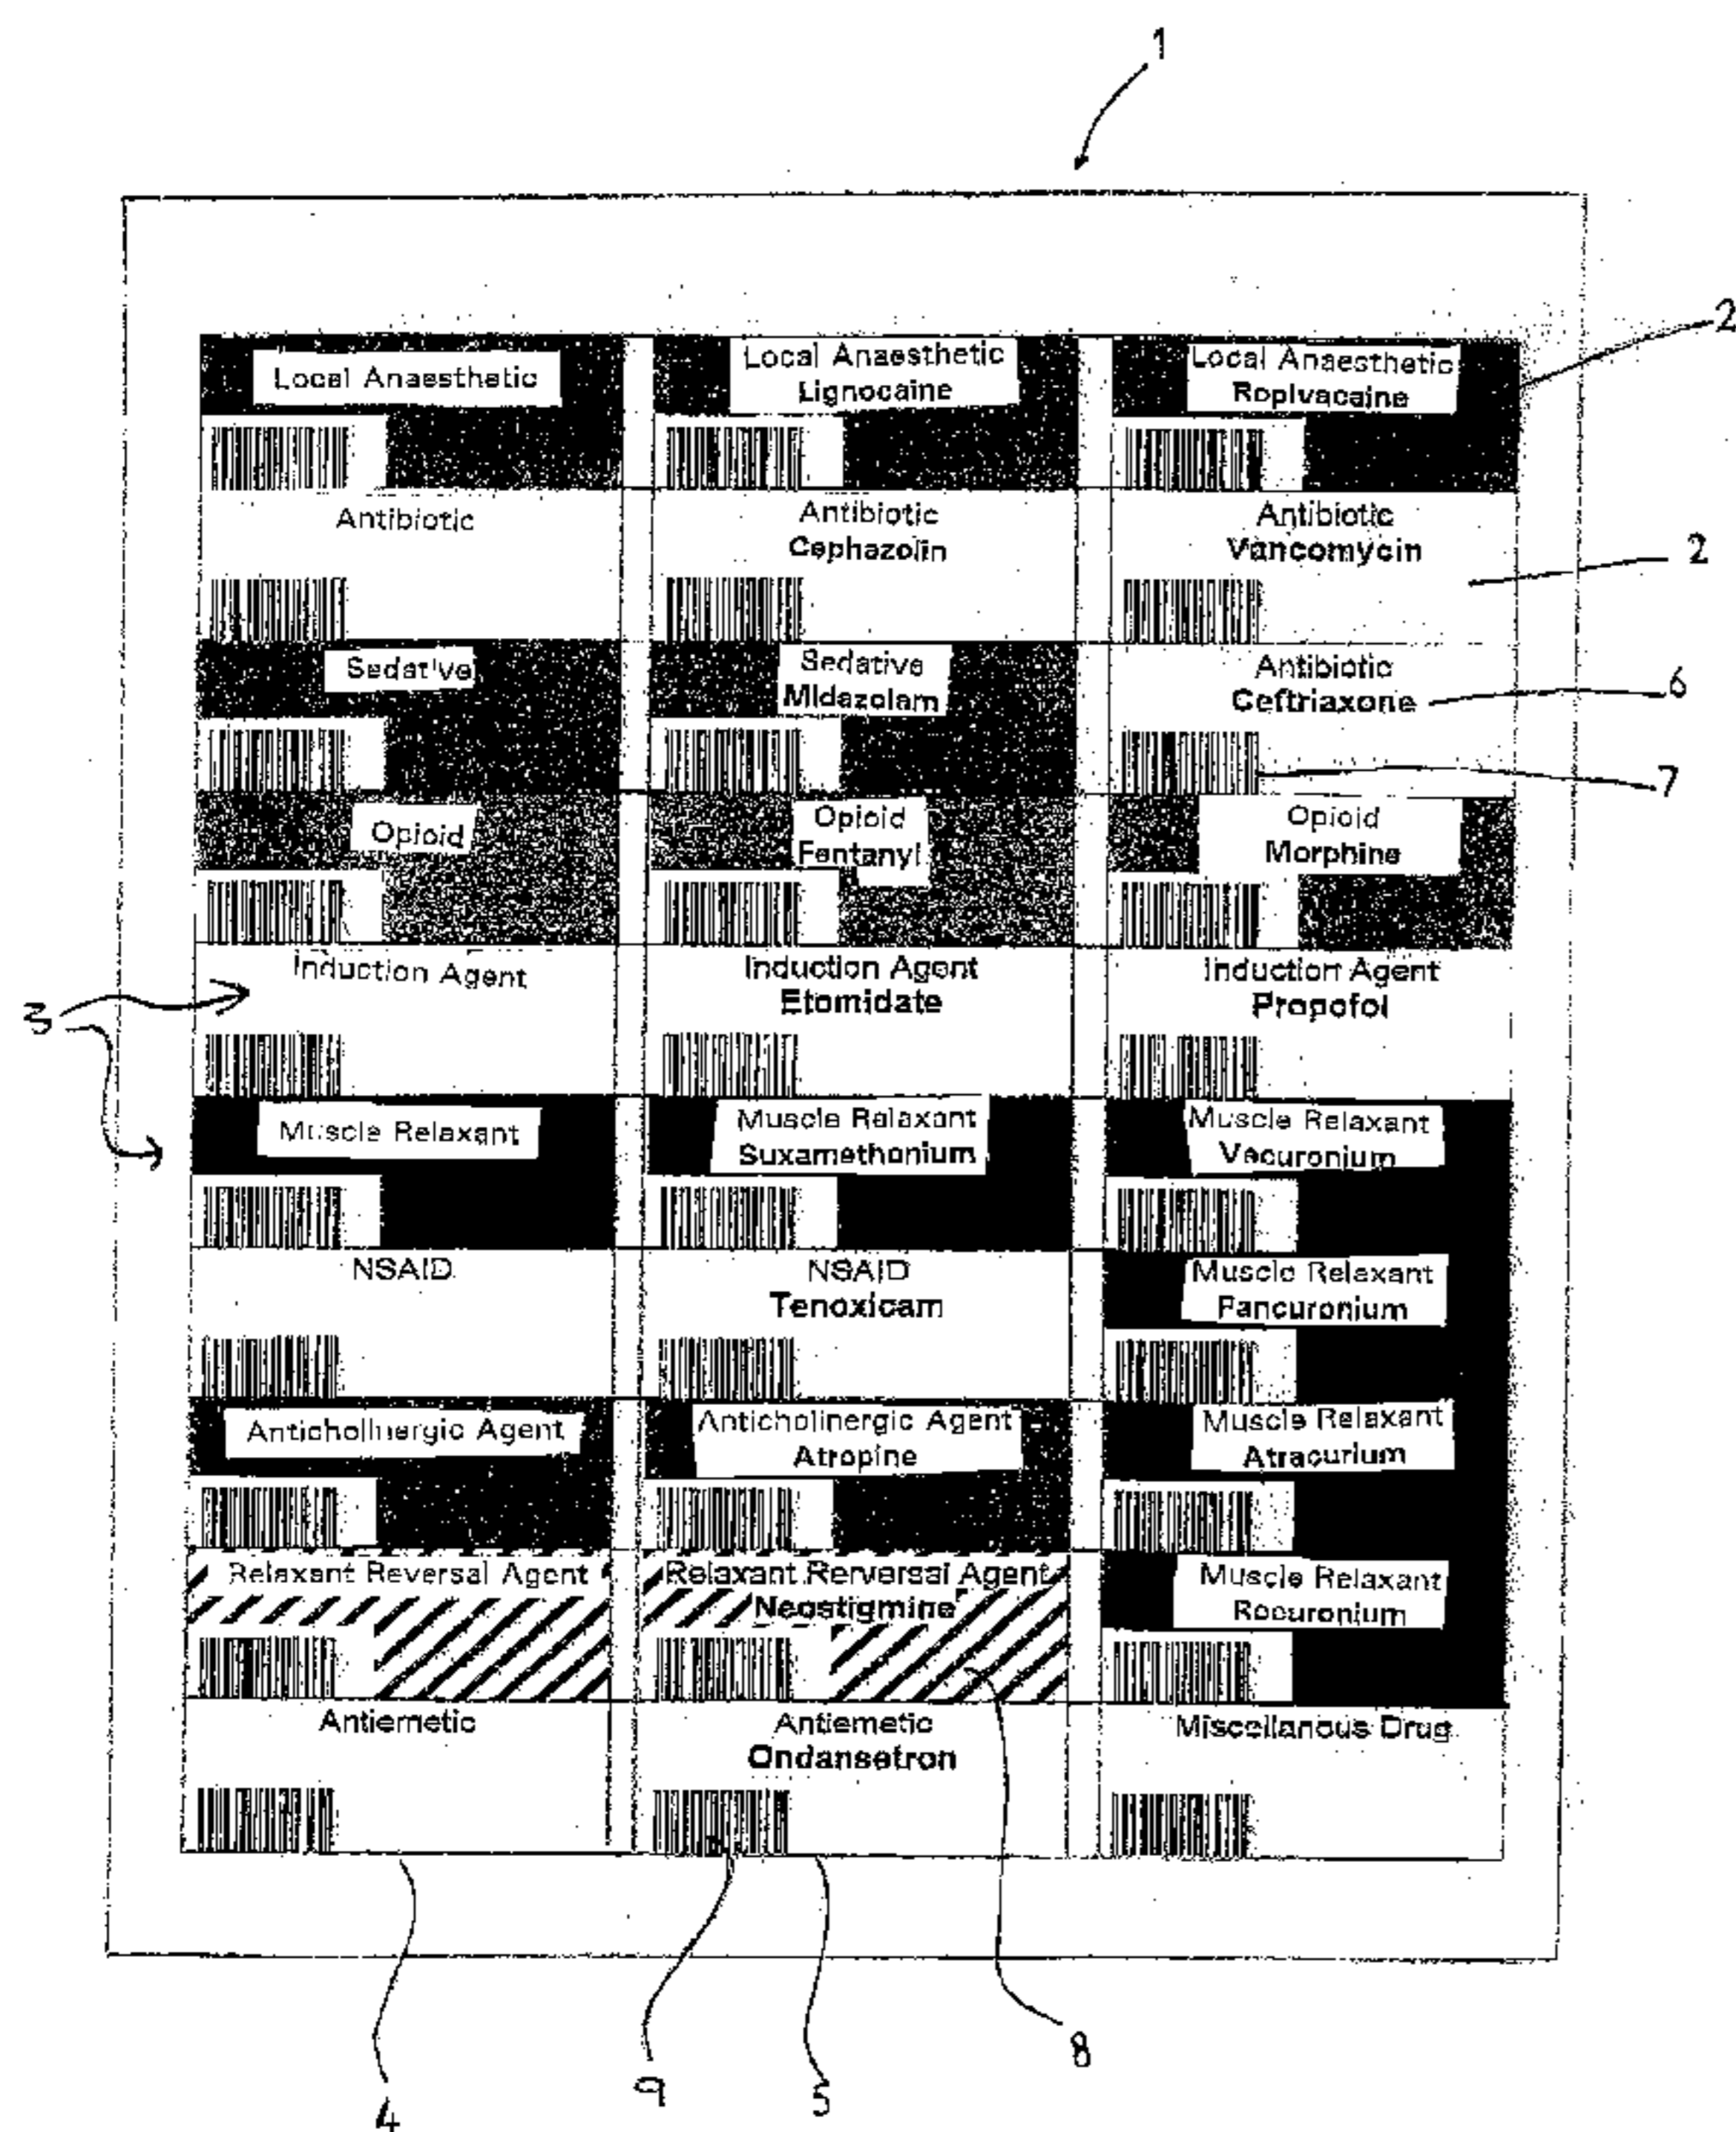 1
Local Anaesthetic
Local Anaesthetic
Lignocaine
Local Anaesthetic
Ropivacaine
2
Antibiotic
Antibiotic
Cephazolin
Antibiotic
Vancomycin
2
Sedative
Sedative
Midazolam
Antibiotic
Ceftriaxone
6
7
Opioid
Opioid
Fentanyl
Opioid
Morphine
3
Induction Agent
Induction Agent
Etomidate
Induction Agent
Propofol
Muscle Relaxant
Muscle Relaxant
Suxamethonium
Muscle Relaxant
Vecuronium
NSAID
NSAID
Tenoxicam
Muscle Relaxant
Pancuronium
Anticholinergic Agent
Anticholinergic Agent
Atropine
Muscle Relaxant
Atracurium
Relaxant Reversal Agent
Relaxant Rerversal Agent
Neostigmine
Muscle Relaxant
Rocuronium
Antiemetic
Antiemetic
Ondansetron
Miscellanous Drug
4
9
5
8